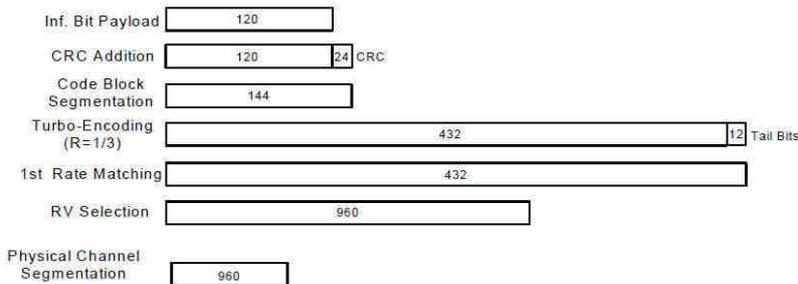 Inf. Bit Payload 120
CRC Addition 120 24 CRC
Code Block
Segmentation 144
Turbo-Encoding
(R=1/3) 432 12 Tail Bits
1st Rate Matching 432
RV Selection 960
Physical Channel
Segmentation 960